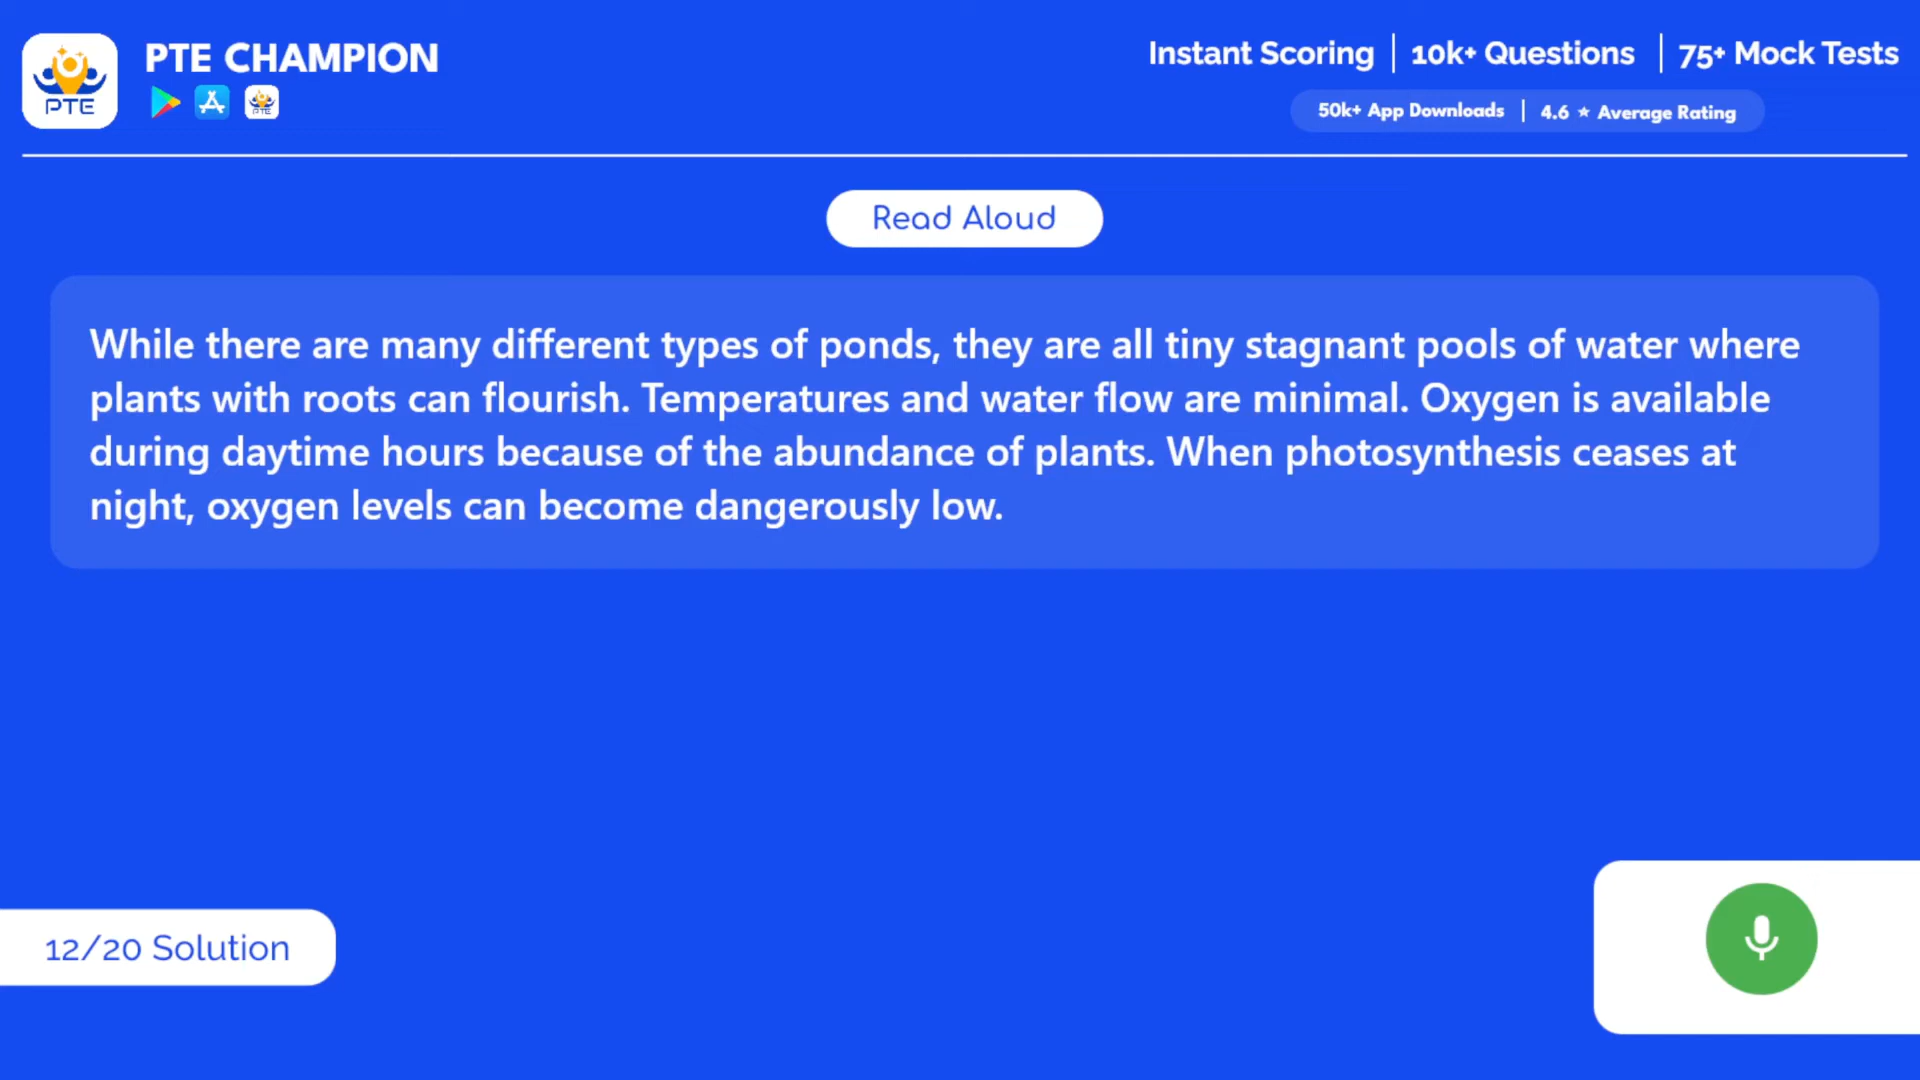 PTE CHAMPION
PTE
PTE
Instant Scoring | 10k+ Questions | 75+ Mock Tests
50k+ App Downloads | 4.6 ★ Average Rating
Read Aloud
While there are many different types of ponds, they are all tiny stagnant pools of water where
plants with roots can flourish. Temperatures and water flow are minimal. Oxygen is available
during daytime hours because of the abundance of plants. When photosynthesis ceases at
night, oxygen levels can become dangerously low.
12/20 Solution